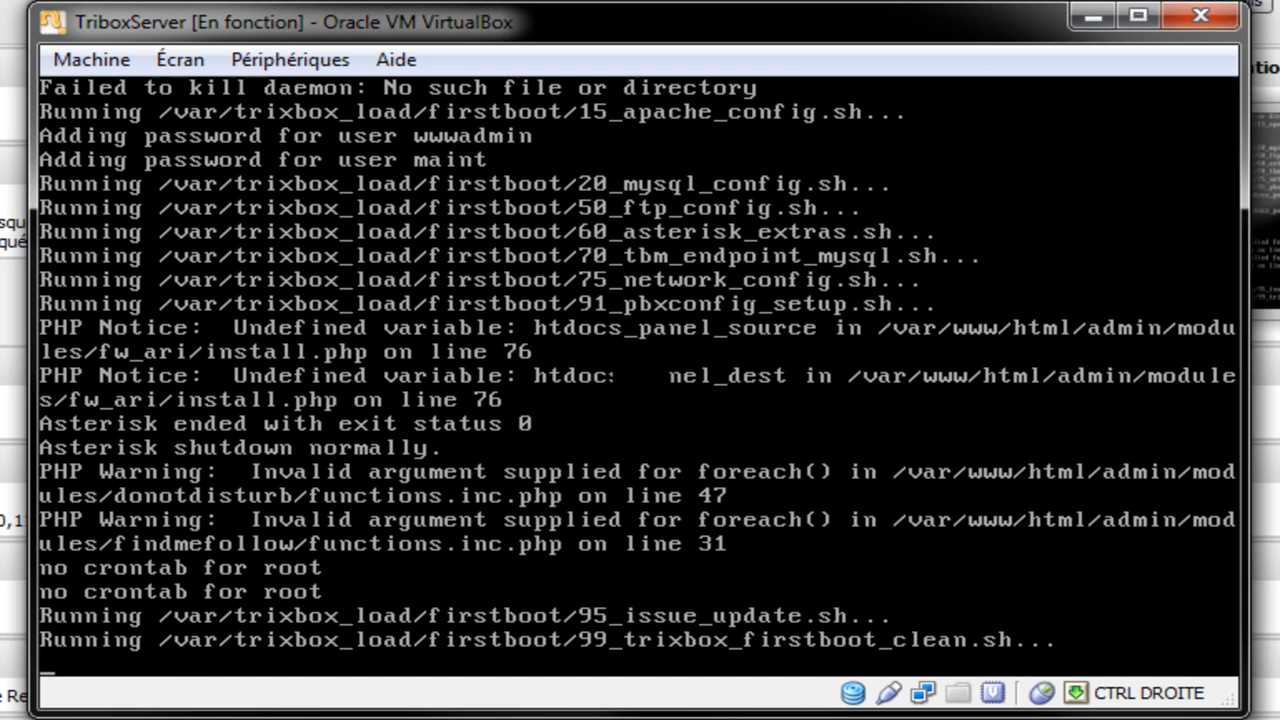 TriboxServer [En fonction] - Oracle VM VirtualBox
Machine Écran Périphériques Aide
Failed to kill daemon: No such file or directory
Running /var/trixbox_load/firstboot/15_apache_config.sh...
Adding password for user wwwadmin
Adding password for user maint
Running /var/trixbox_load/firstboot/20_mysql_config.sh...
Running /var/trixbox_load/firstboot/50_ftp_config.sh...
Running /var/trixbox_load/firstboot/60_asterisk_extras.sh...
Running /var/trixbox_load/firstboot/70_tbm_endpoint_mysql.sh...
Running /var/trixbox_load/firstboot/75_network_config.sh...
Running /var/trixbox_load/firstboot/91_pbxconfig_setup.sh...
PHP Notice:  Undefined variable: htdocs_panel_source in /var/www/html/admin/modu
les/fw_ari/install.php on line 76
PHP Notice:  Undefined variable: htdoc nel_dest in /var/www/html/admin/module
s/fw_ari/install.php on line 76
Asterisk ended with exit status 0
Asterisk shutdown normally.
PHP Warning:  Invalid argument supplied for foreach() in /var/www/html/admin/mod
ules/donotdisturb/functions.inc.php on line 47
PHP Warning:  Invalid argument supplied for foreach() in /var/www/html/admin/mod
ules/findmefollow/functions.inc.php on line 31
no crontab for root
no crontab for root
Running /var/trixbox_load/firstboot/95_issue_update.sh...
Running /var/trixbox_load/firstboot/99_trixbox_firstboot_clean.sh...
_
CTRL DROITE